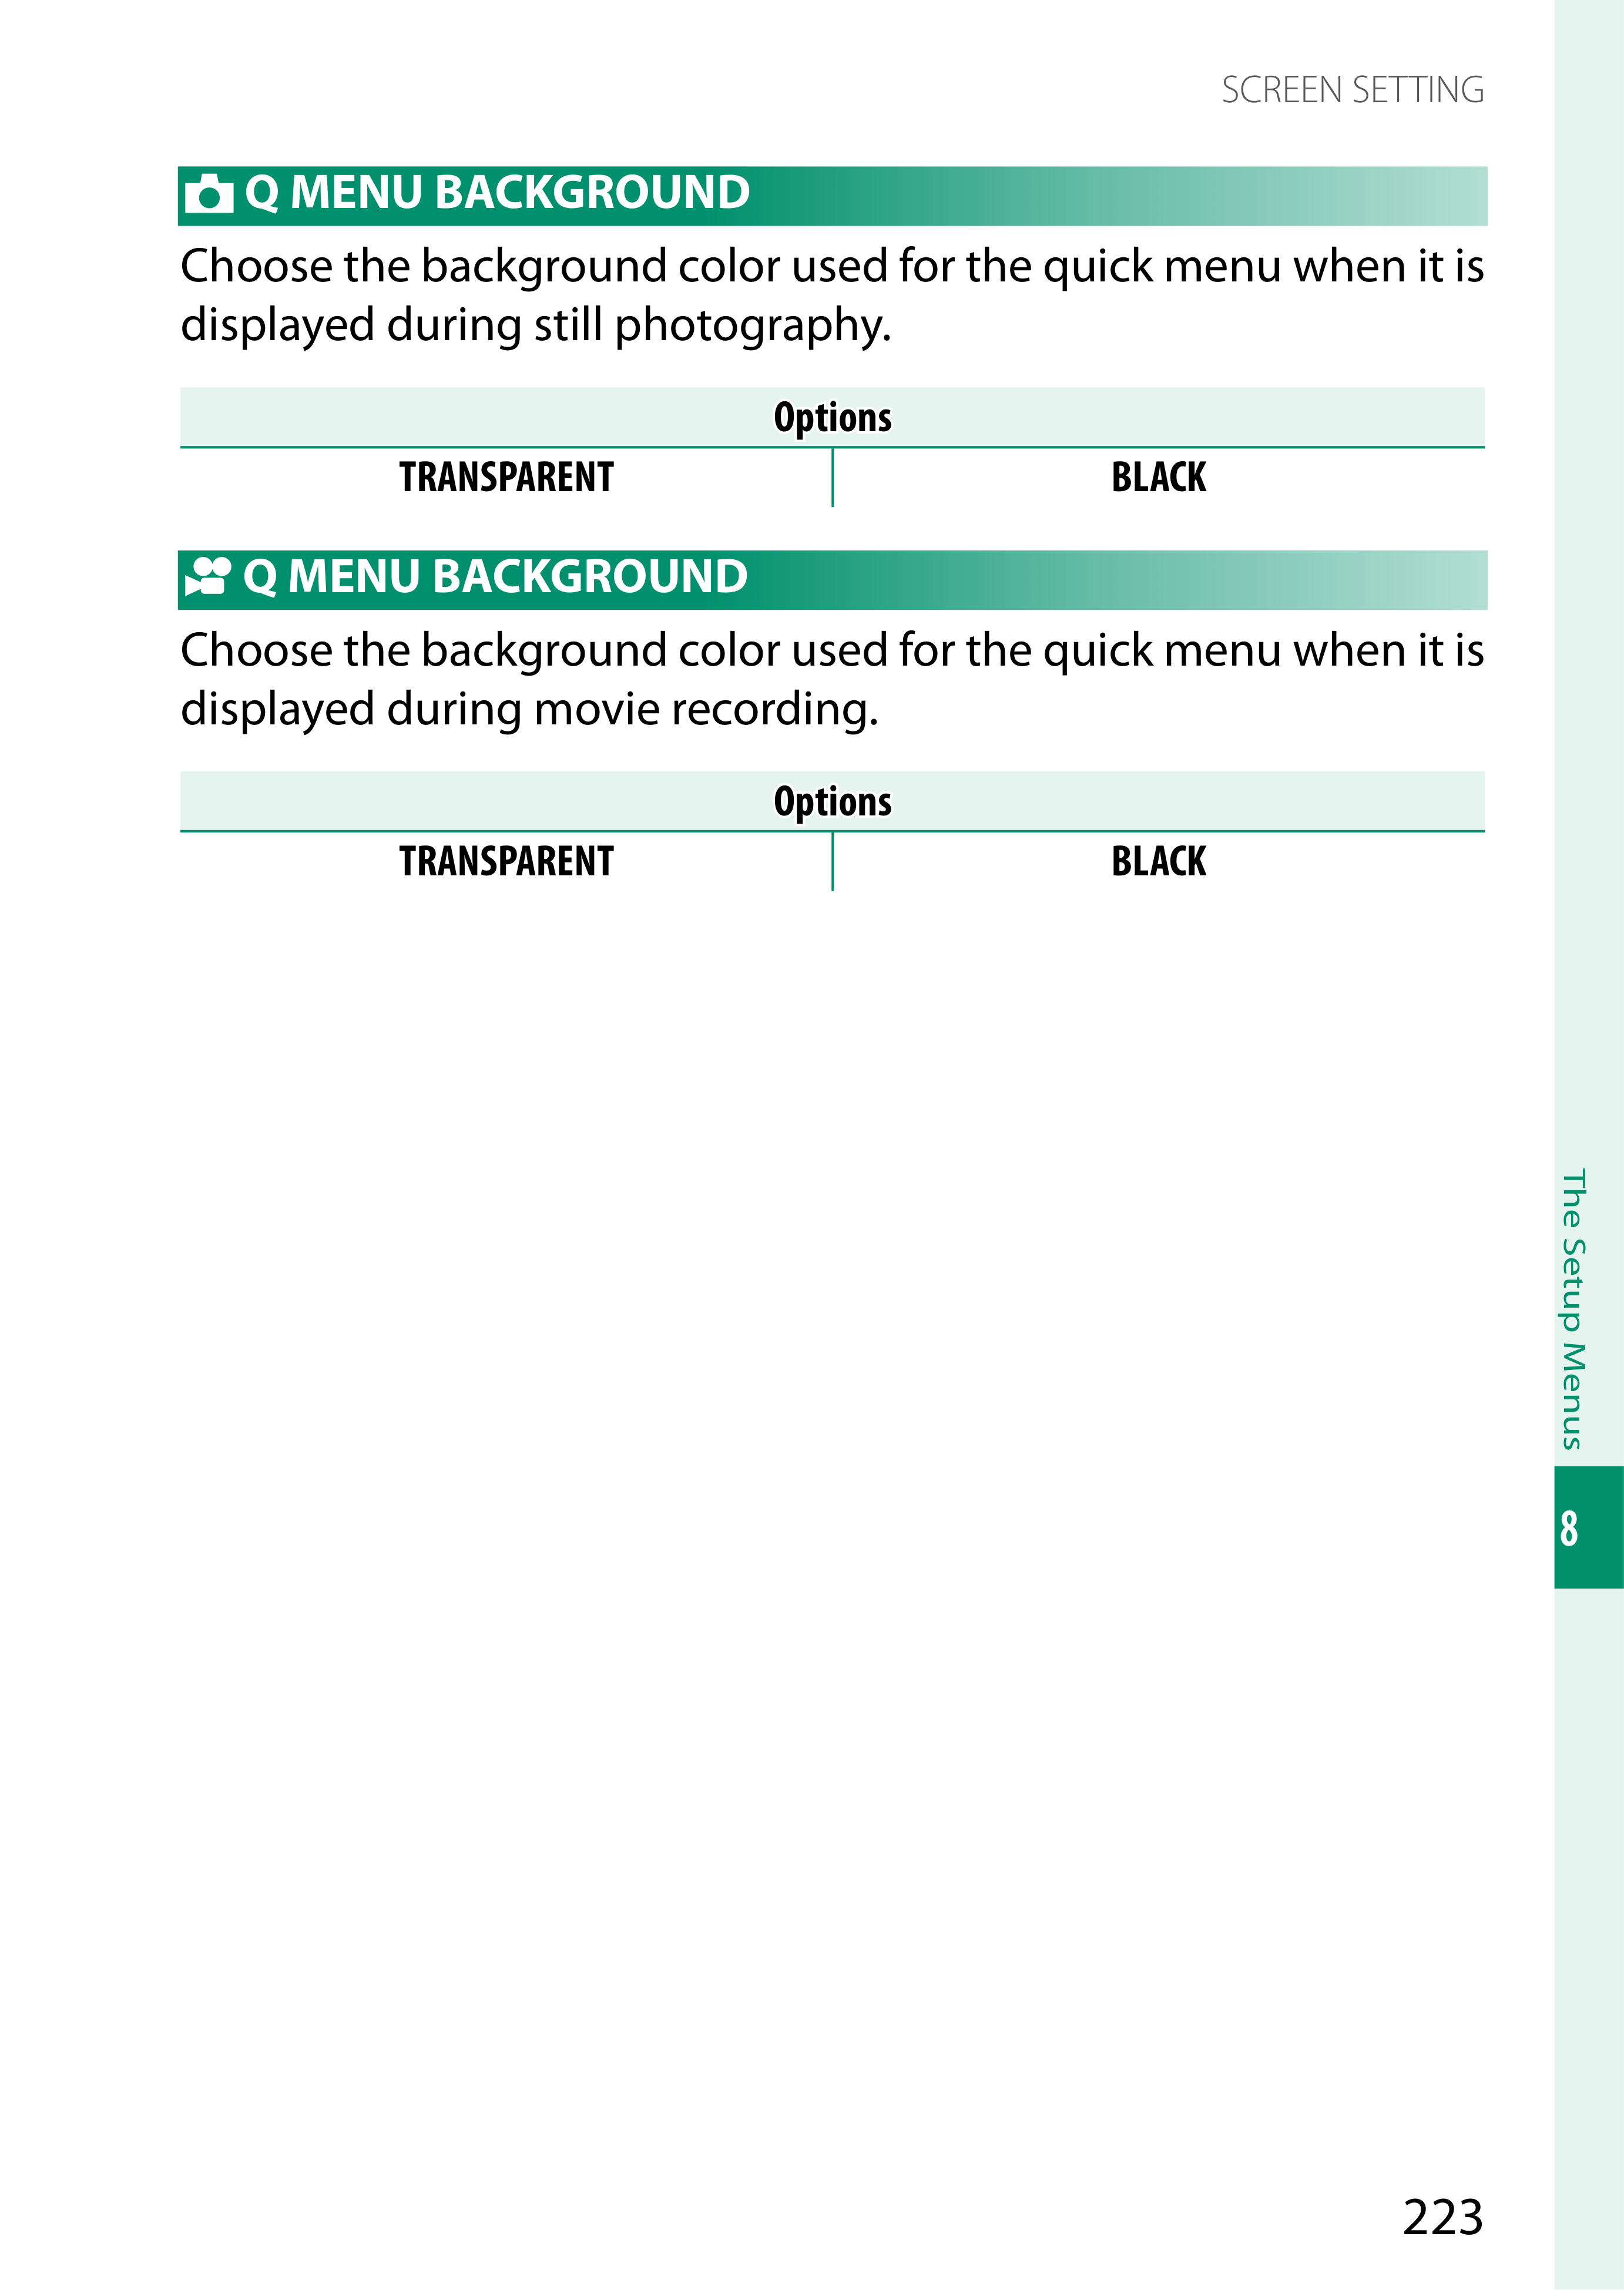 SCREEN SETTING
Q MENU BACKGROUND
Choose the background color used for the quick menu when it is
displayed during still photography.
Options
TRANSPARENT BLACK
Q MENU BACKGROUND
Choose the background color used for the quick menu when it is
displayed during movie recording.
Options
TRANSPARENT BLACK
The Setup Menus
8
223